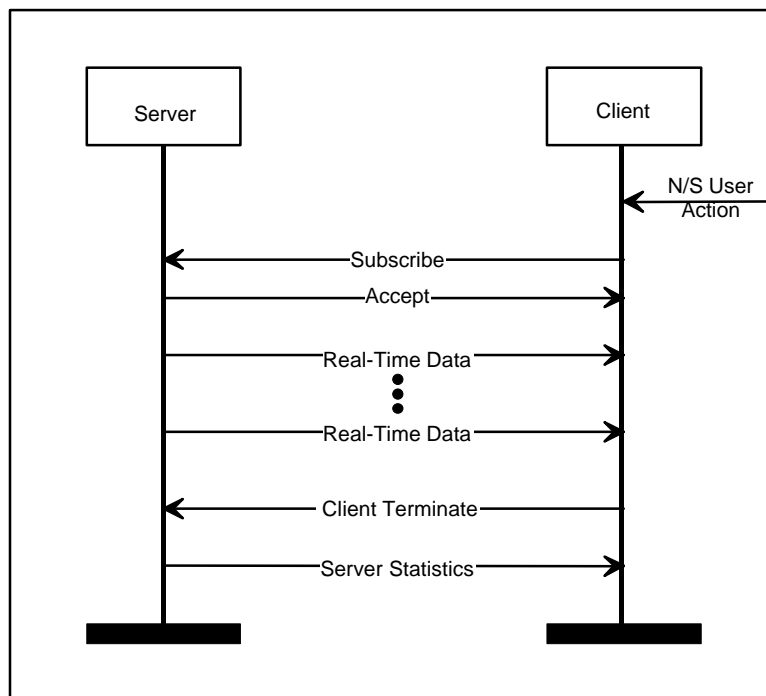 Server
Client
N/S User
Action
Subscribe
Accept
Real-Time Data
Real-Time Data
Client Terminate
Server Statistics